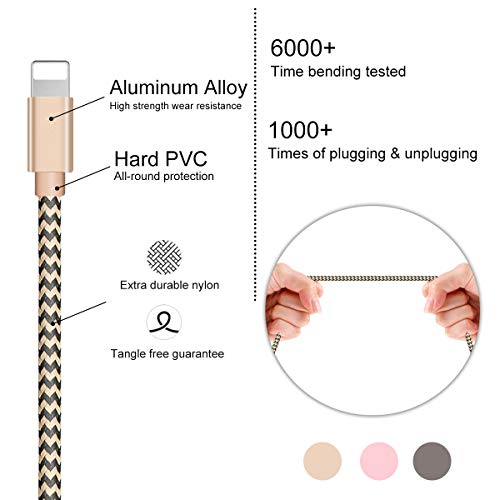 Aluminum Alloy
High strength wear resistance
Hard PVC
All-round protection
Extra durable nylon
Tangle free guarantee
6000+
Time bending tested
1000+
Times of plugging & unplugging